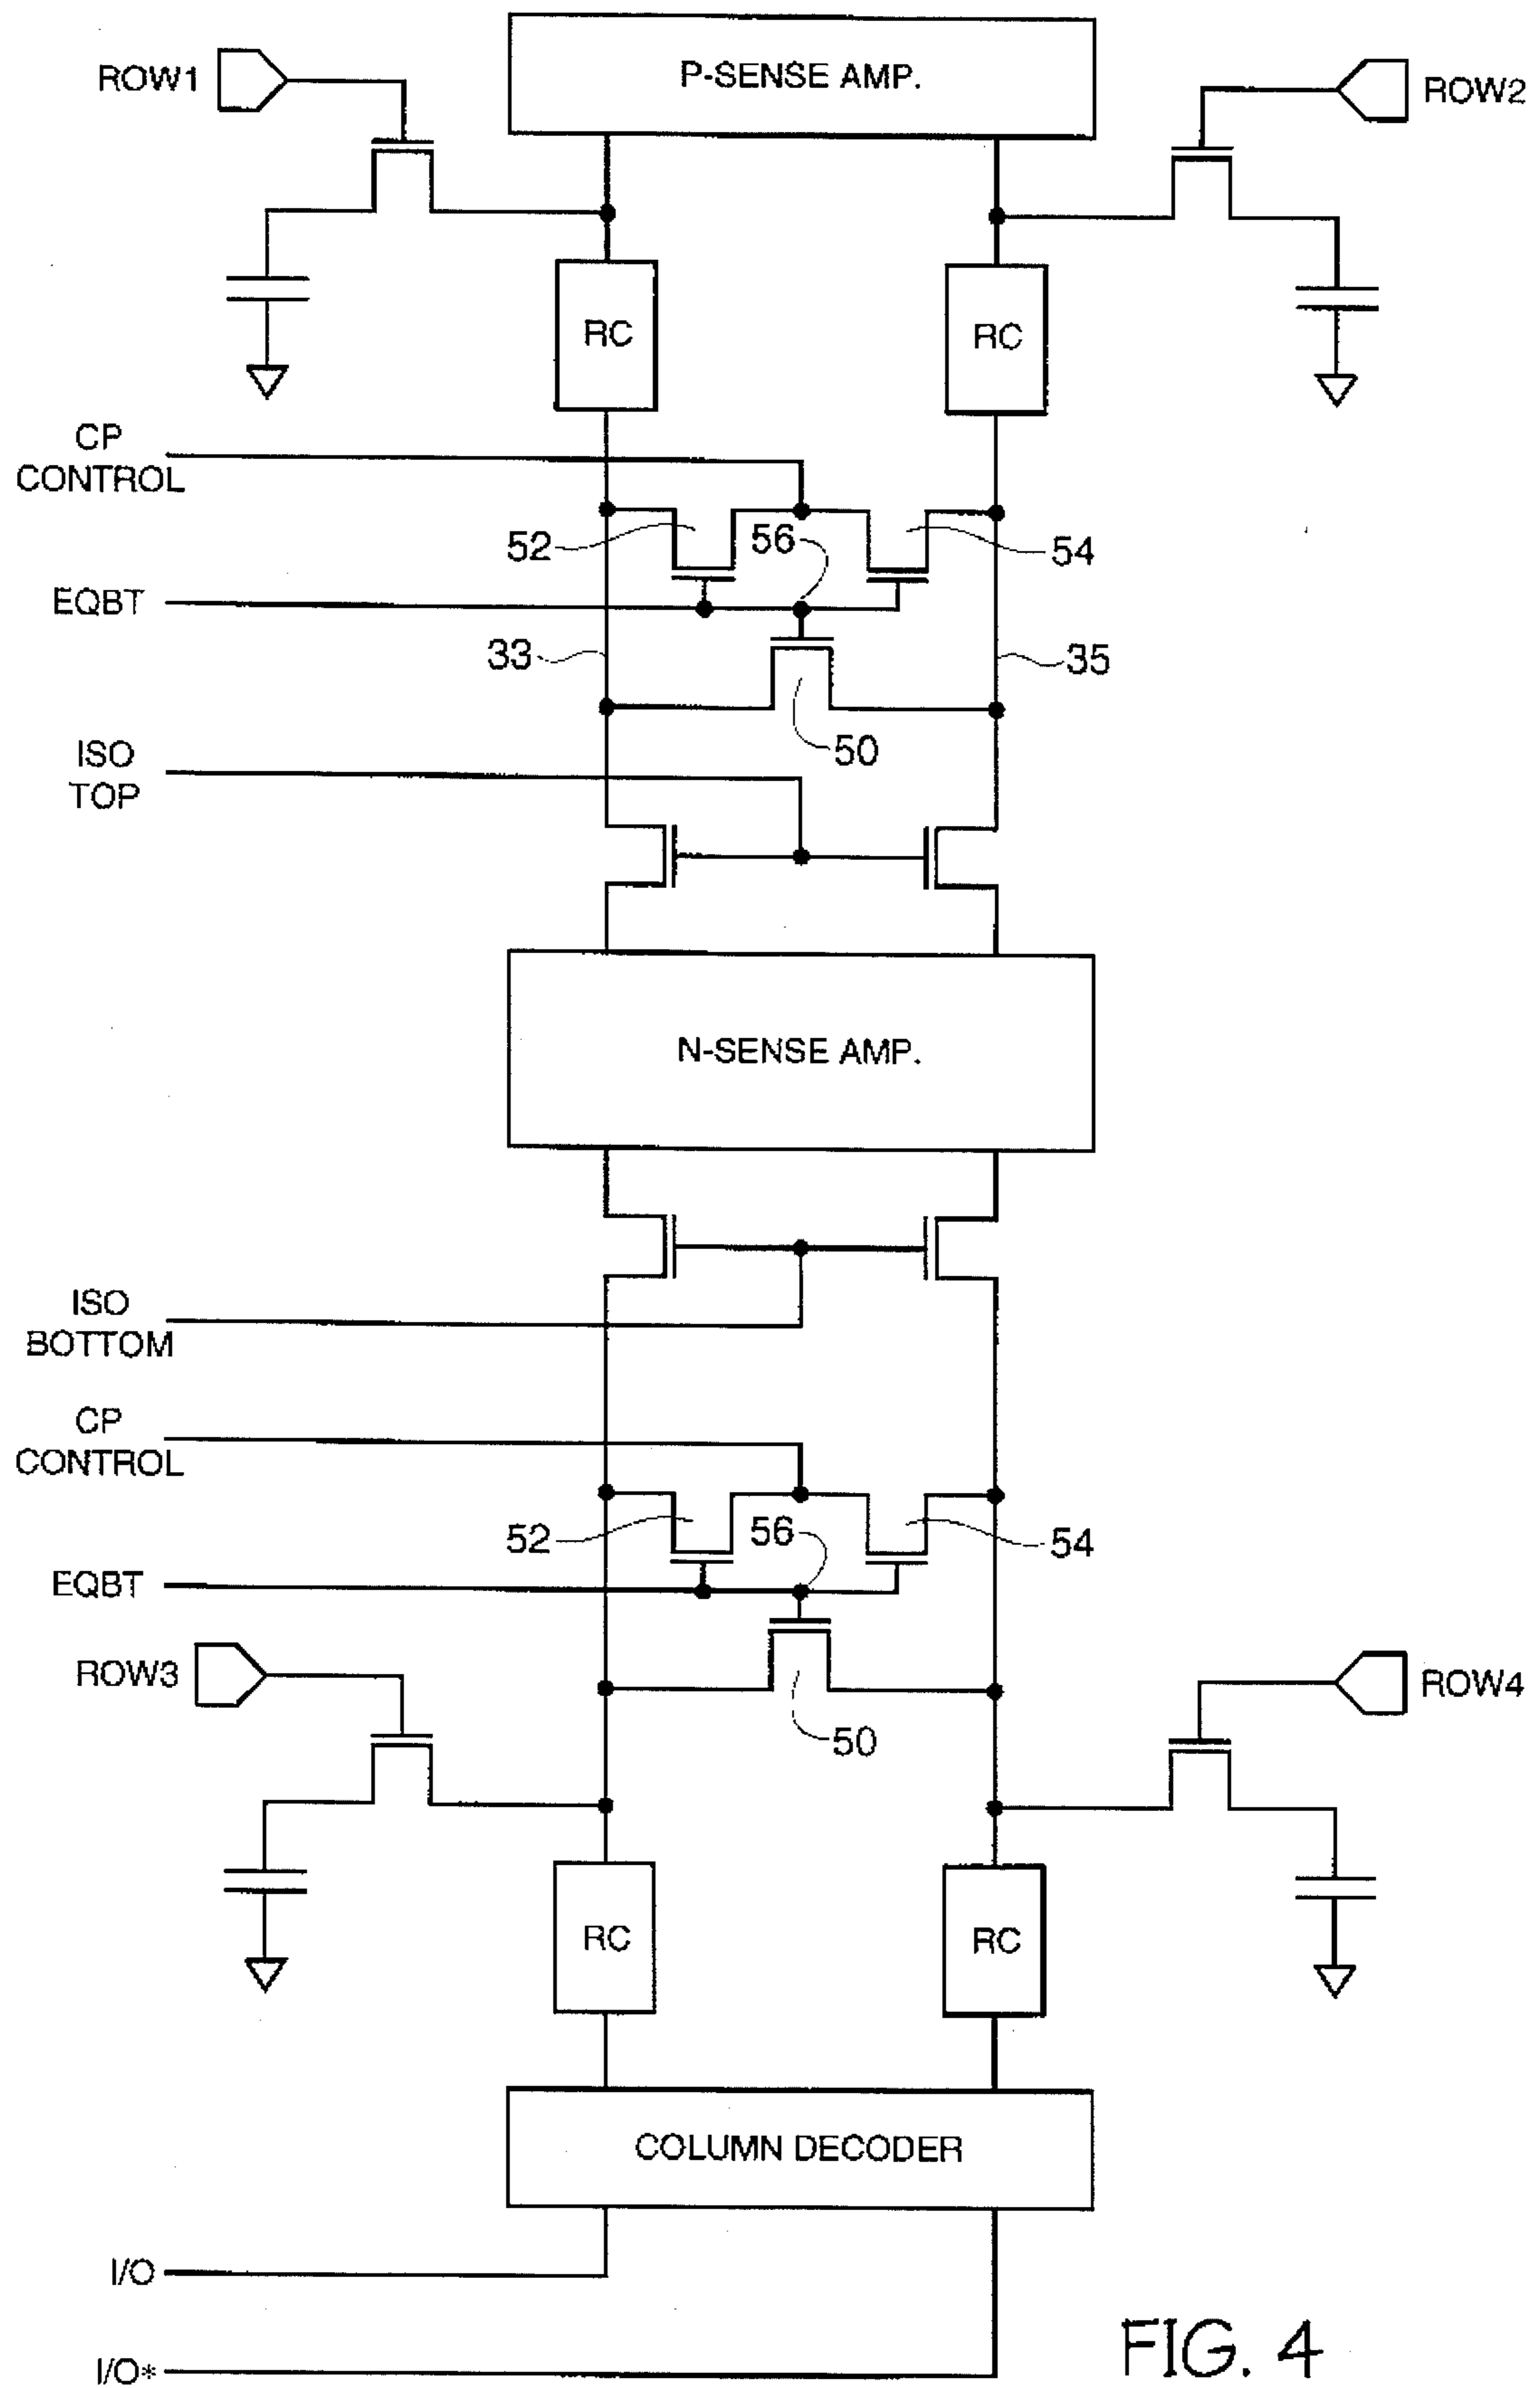 P-SENSE AMP.
ROW1
ROW2
RC
RC
CP
CONTROL
52
56
54
EQBT
33
35
50
ISO
TOP
N-SENSE AMP.
ISO
BOTTOM
CP
CONTROL
52
56
54
EQBT
ROW3
ROW4
50
RC
RC
COLUMN DECODER
I/O
I/O*
FIG. 4